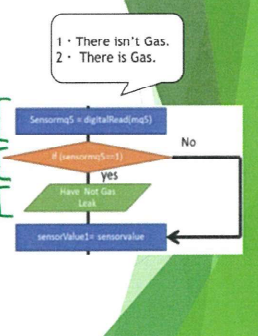 1 · There isn't Gas.
2 · There is Gas.
Sensormq5 = digitalRead(mq5)
No
If (sensormq5==1)
yes
Have Not Gas
Leak
sensorValue1= sensorvalue